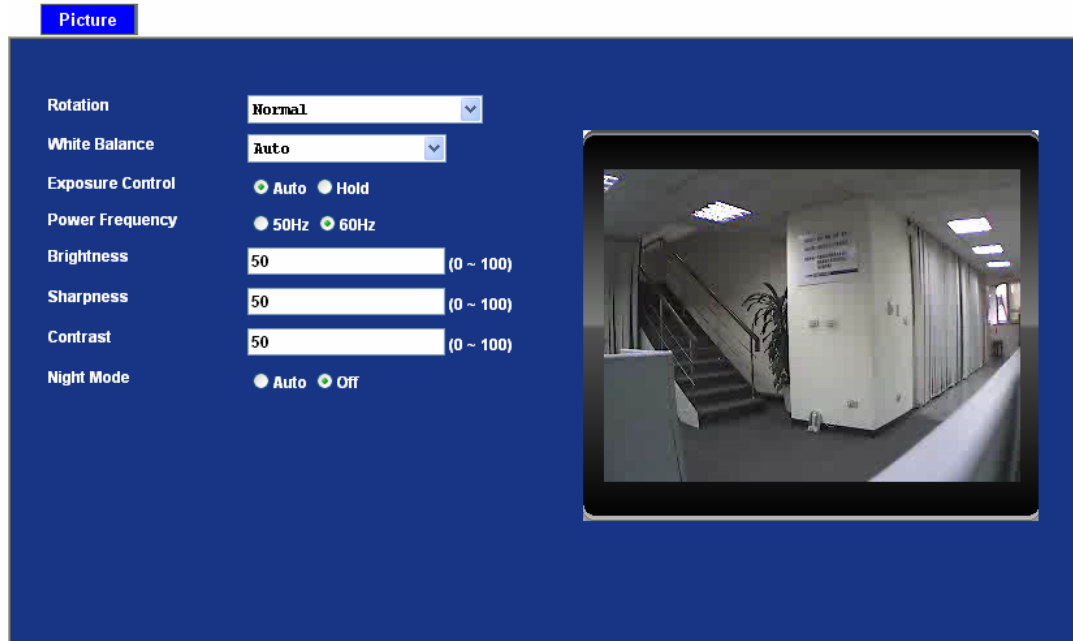 Picture
Rotation Normal
White Balance Auto
Exposure Control Auto Hold
Power Frequency 50Hz 60Hz
Brightness 50 (0 ~ 100)
Sharpness 50 (0 ~ 100)
Contrast 50 (0 ~ 100)
Night Mode Auto Off